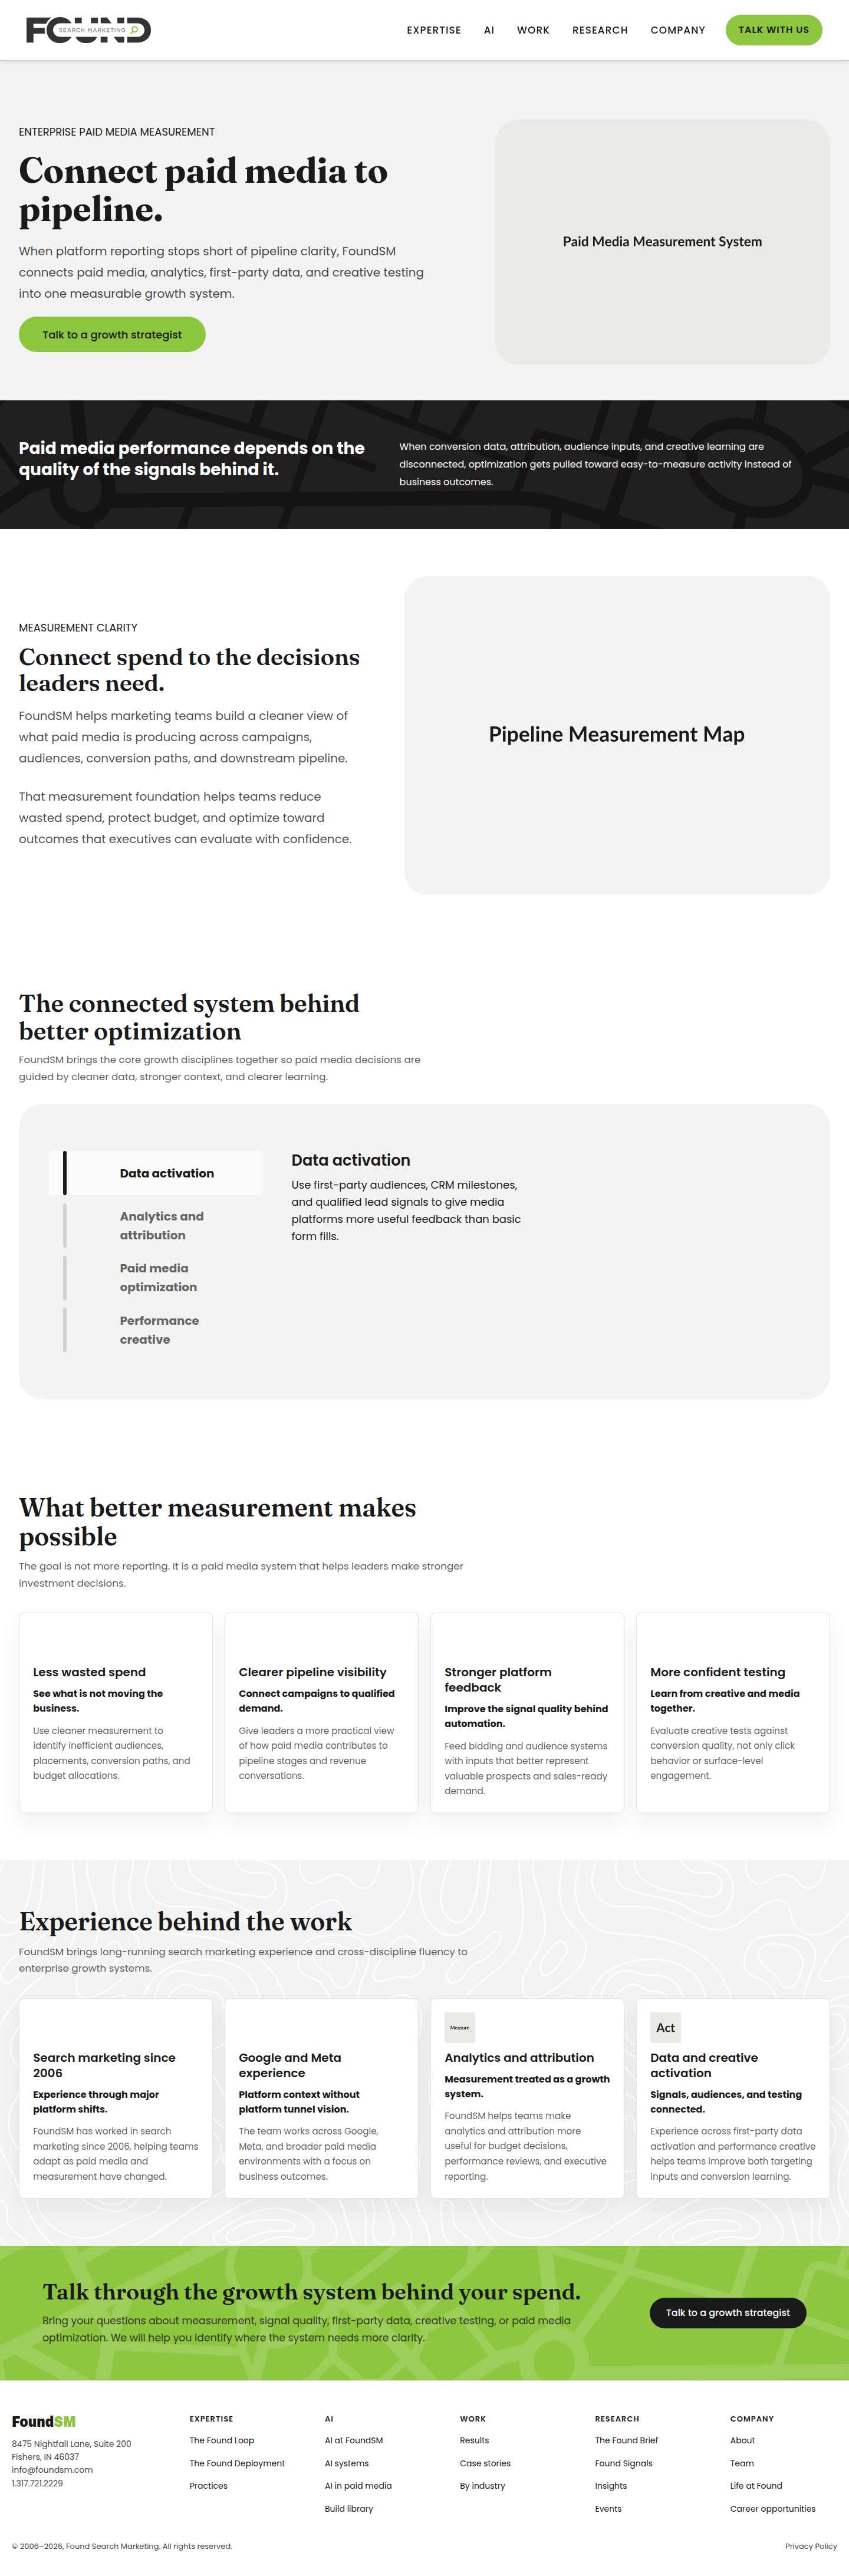 FOUND
SEARCH MARKETING
EXPERTISE AI WORK RESEARCH COMPANY TALK WITH US
ENTERPRISE PAID MEDIA MEASUREMENT
Connect paid media to
pipeline.
When platform reporting stops short of pipeline clarity, FoundSM
connects paid media, analytics, first-party data, and creative testing
into one measurable growth system.
Talk to a growth strategist
Paid Media Measurement System
Paid media performance depends on the
quality of the signals behind it.
When conversion data, attribution, audience inputs, and creative learning are
disconnected, optimization gets pulled toward easy-to-measure activity instead of
business outcomes.
MEASUREMENT CLARITY
Connect spend to the decisions
leaders need.
FoundSM helps marketing teams build a cleaner view of
what paid media is producing across campaigns,
audiences, conversion paths, and downstream pipeline.
That measurement foundation helps teams reduce
wasted spend, protect budget, and optimize toward
outcomes that executives can evaluate with confidence.
Pipeline Measurement Map
The connected system behind
better optimization
FoundSM brings the core growth disciplines together so paid media decisions are
guided by cleaner data, stronger context, and clearer learning.
Data activation
Analytics and
attribution
Paid media
optimization
Performance
creative
Data activation
Use first-party audiences, CRM milestones,
and qualified lead signals to give media
platforms more useful feedback than basic
form fills.
What better measurement makes
possible
The goal is not more reporting. It is a paid media system that helps leaders make stronger
investment decisions.
Less wasted spend
See what is not moving the
business.
Use cleaner measurement to
identify inefficient audiences,
placements, conversion paths, and
budget allocations.
Clearer pipeline visibility
Connect campaigns to qualified
demand.
Give leaders a more practical view
of how paid media contributes to
pipeline stages and revenue
conversations.
Stronger platform
feedback
Improve the signal quality behind
automation.
Feed bidding and audience systems
with inputs that better represent
valuable prospects and sales-ready
demand.
More confident testing
Learn from creative and media
together.
Evaluate creative tests against
conversion quality, not only click
behavior or surface-level
engagement.
Experience behind the work
FoundSM brings long-running search marketing experience and cross-discipline fluency to
enterprise growth systems.
Search marketing since
2006
Experience through major
platform shifts.
FoundSM has worked in search
marketing since 2006, helping teams
adapt as paid media and
measurement have changed.
Google and Meta
experience
Platform context without
platform tunnel vision.
The team works across Google,
Meta, and broader paid media
environments with a focus on
business outcomes.
Measure
Analytics and attribution
Measurement treated as a growth
system.
FoundSM helps teams make
analytics and attribution more
useful for budget decisions,
performance reviews, and executive
reporting.
Act
Data and creative
activation
Signals, audiences, and testing
connected.
Experience across first-party data
activation and performance creative
helps teams improve both targeting
inputs and conversion learning.
Talk through the growth system behind your spend.
Bring your questions about measurement, signal quality, first-party data, creative testing, or paid media
optimization. We will help you identify where the system needs more clarity.
Talk to a growth strategist
FoundSM
8475 Nightfall Lane, Suite 200
Fishers, IN 46037
info@foundsm.com
1.317.721.2229
EXPERTISE
The Found Loop
The Found Deployment
Practices
AI
AI at FoundSM
AI systems
AI in paid media
Build library
WORK
Results
Case stories
By industry
RESEARCH
The Found Brief
Found Signals
Insights
Events
COMPANY
About
Team
Life at Found
Career opportunities
© 2006–2026, Found Search Marketing. All rights reserved.
Privacy Policy